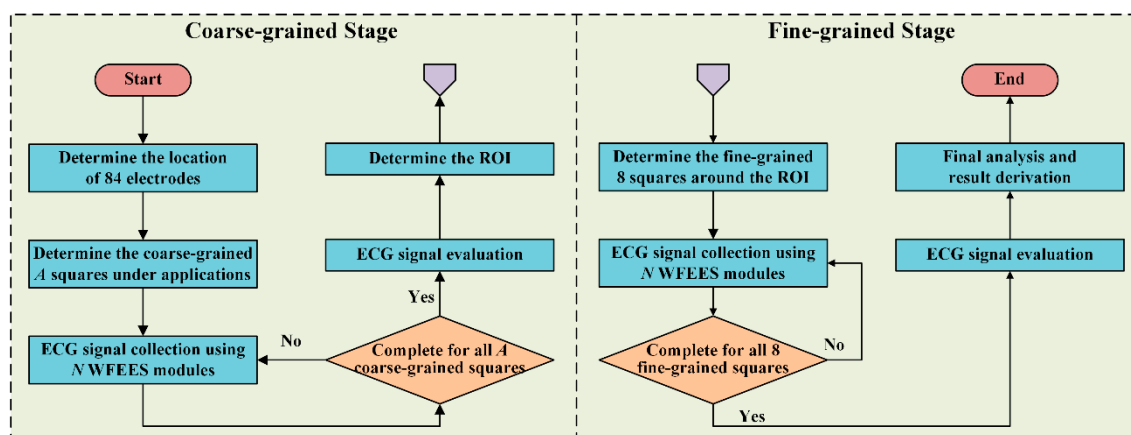 Coarse-grained Stage
Start
Determine the location
of 84 electrodes
Determine the coarse-grained
A squares under applications
ECG signal collection using
N WFEES modules
No
Complete for all A
coarse-grained squares
Yes
ECG signal evaluation
Determine the ROI
Fine-grained Stage
Determine the fine-grained
8 squares around the ROI
ECG signal collection using
N WFEES modules
Complete for all 8
fine-grained squares
No
Yes
ECG signal evaluation
Final analysis and
result derivation
End